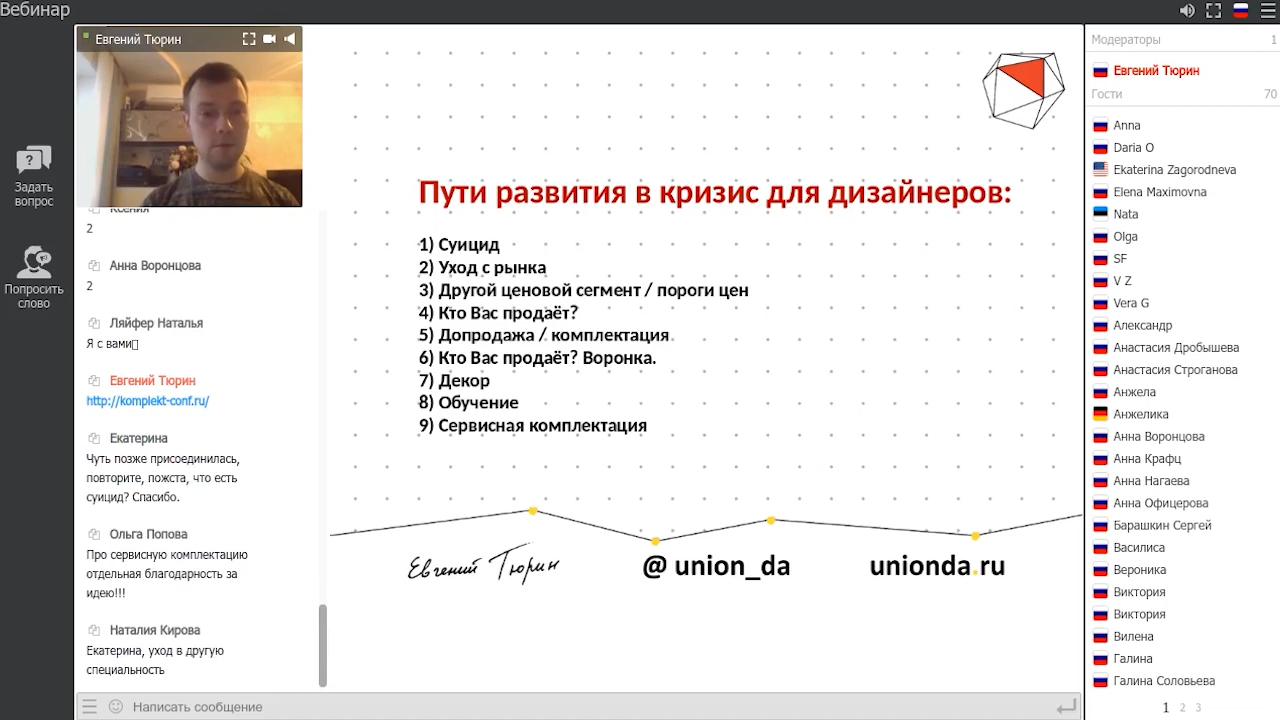 Вебинар
Евгений Тюрин
Задать
вопрос
Попросить
слово
Ксения
2
Анна Воронцова
2
Ляйфер Наталья
Я с вами
Евгений Тюрин
http://komplekt-conf.ru/
Екатерина
Чуть позже присоединилась,
повторите, пожста, что есть
суицид? Спасибо.
Ольга Попова
Про сервисную комплектацию
отдельная благодарность за
идею!!!
Наталия Кирова
Екатерина, уход в другую
специальность
Написать сообщение
Пути развития в кризис для дизайнеров:
1) Суицид
2) Уход с рынка
3) Другой ценовой сегмент / пороги цен
4) Кто Вас продаёт?
5) Допродажа / комплектация
6) Кто Вас продаёт? Воронка.
7) Декор
8) Обучение
9) Сервисная комплектация
Евгений Тюрин
@ union_da
unionda.ru
Модераторы 1
Евгений Тюрин
Гости 70
Anna
Daria O
Ekaterina Zagorodneva
Elena Maximovna
Nata
Olga
SF
V Z
Vera G
Александр
Анастасия Дробышева
Анастасия Строганова
Анжела
Анжелика
Анна Воронцова
Анна Крафц
Анна Нагаева
Анна Офицерова
Барашкин Сергей
Василиса
Вероника
Виктория
Виктория
Вилена
Галина
Галина Соловьева
1 2 3